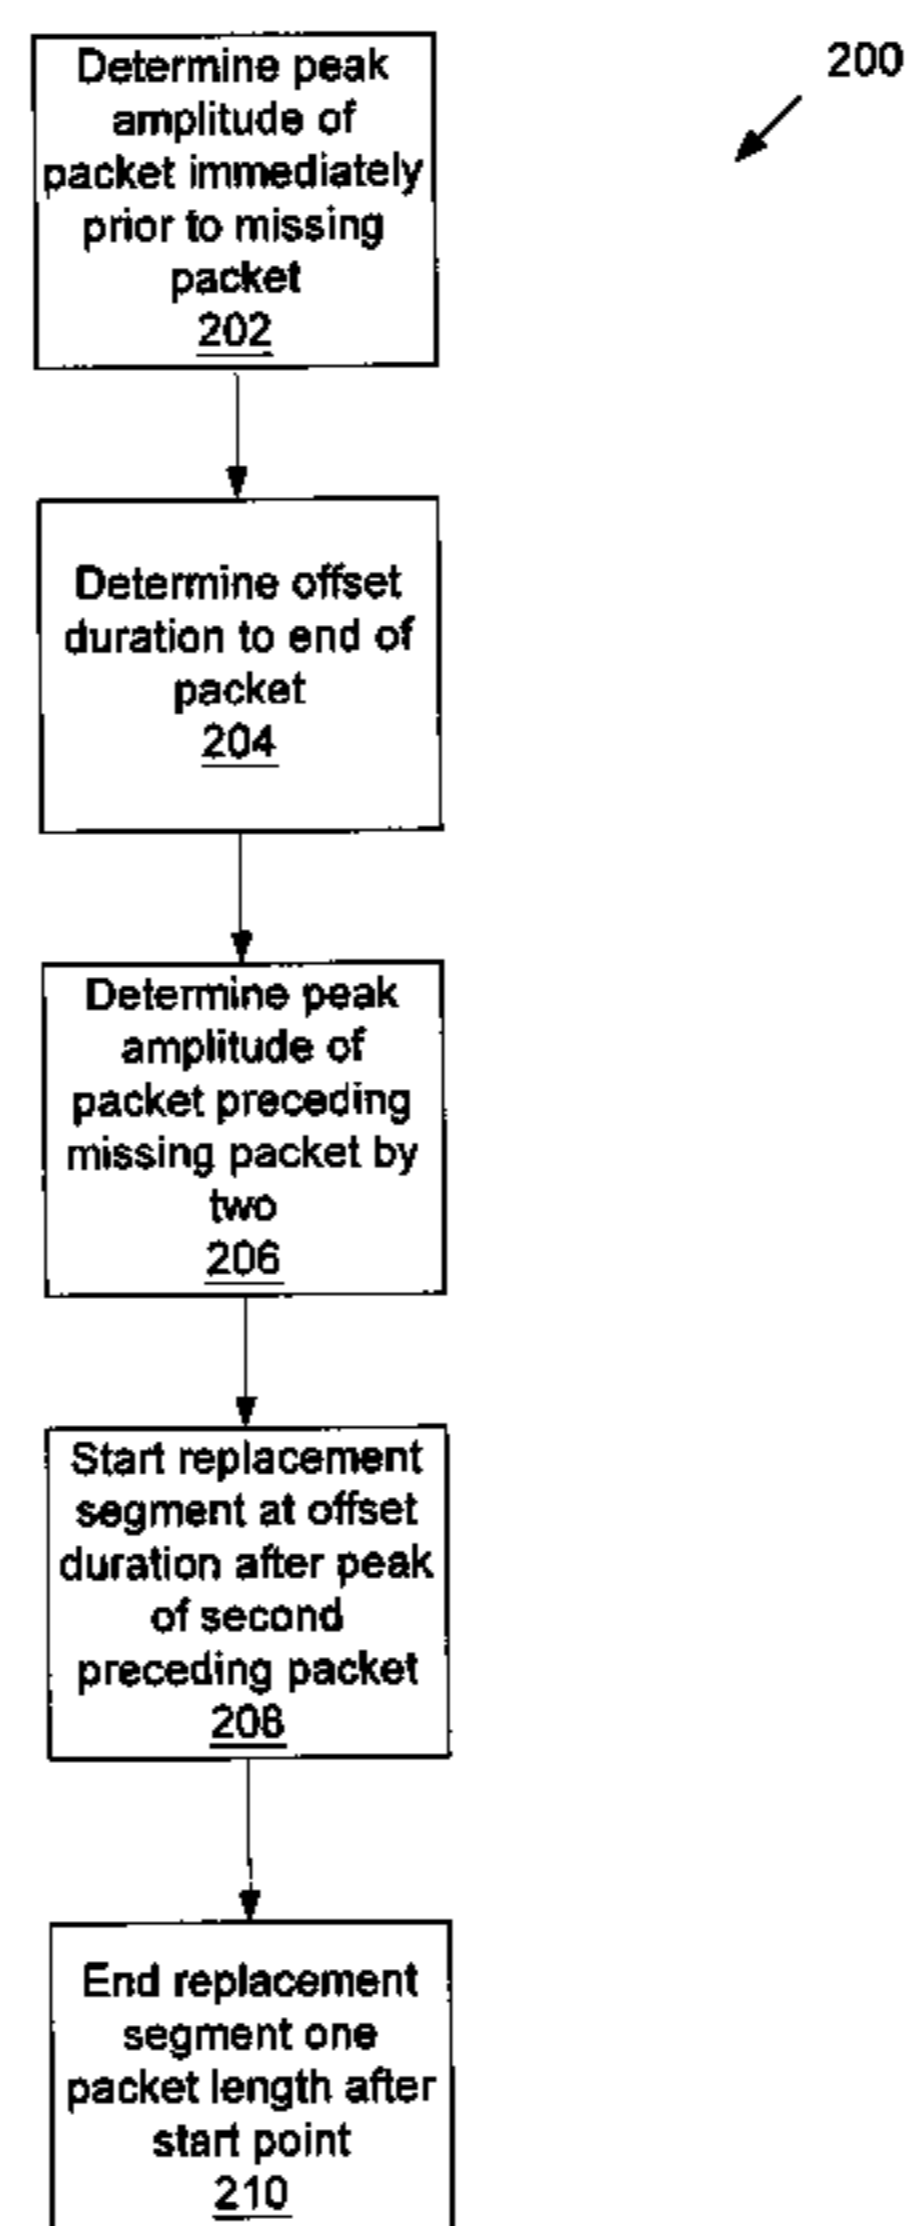 200
Determine peak
amplitude of
packet immediately
prior to missing
packet
202
Determine offset
duration to end of
packet
204
Determine peak
amplitude of
packet preceding
missing packet by
two
206
Start replacement
segment at offset
duration after peak
of second
preceding packet
208
End replacement
segment one
packet length after
start point
210